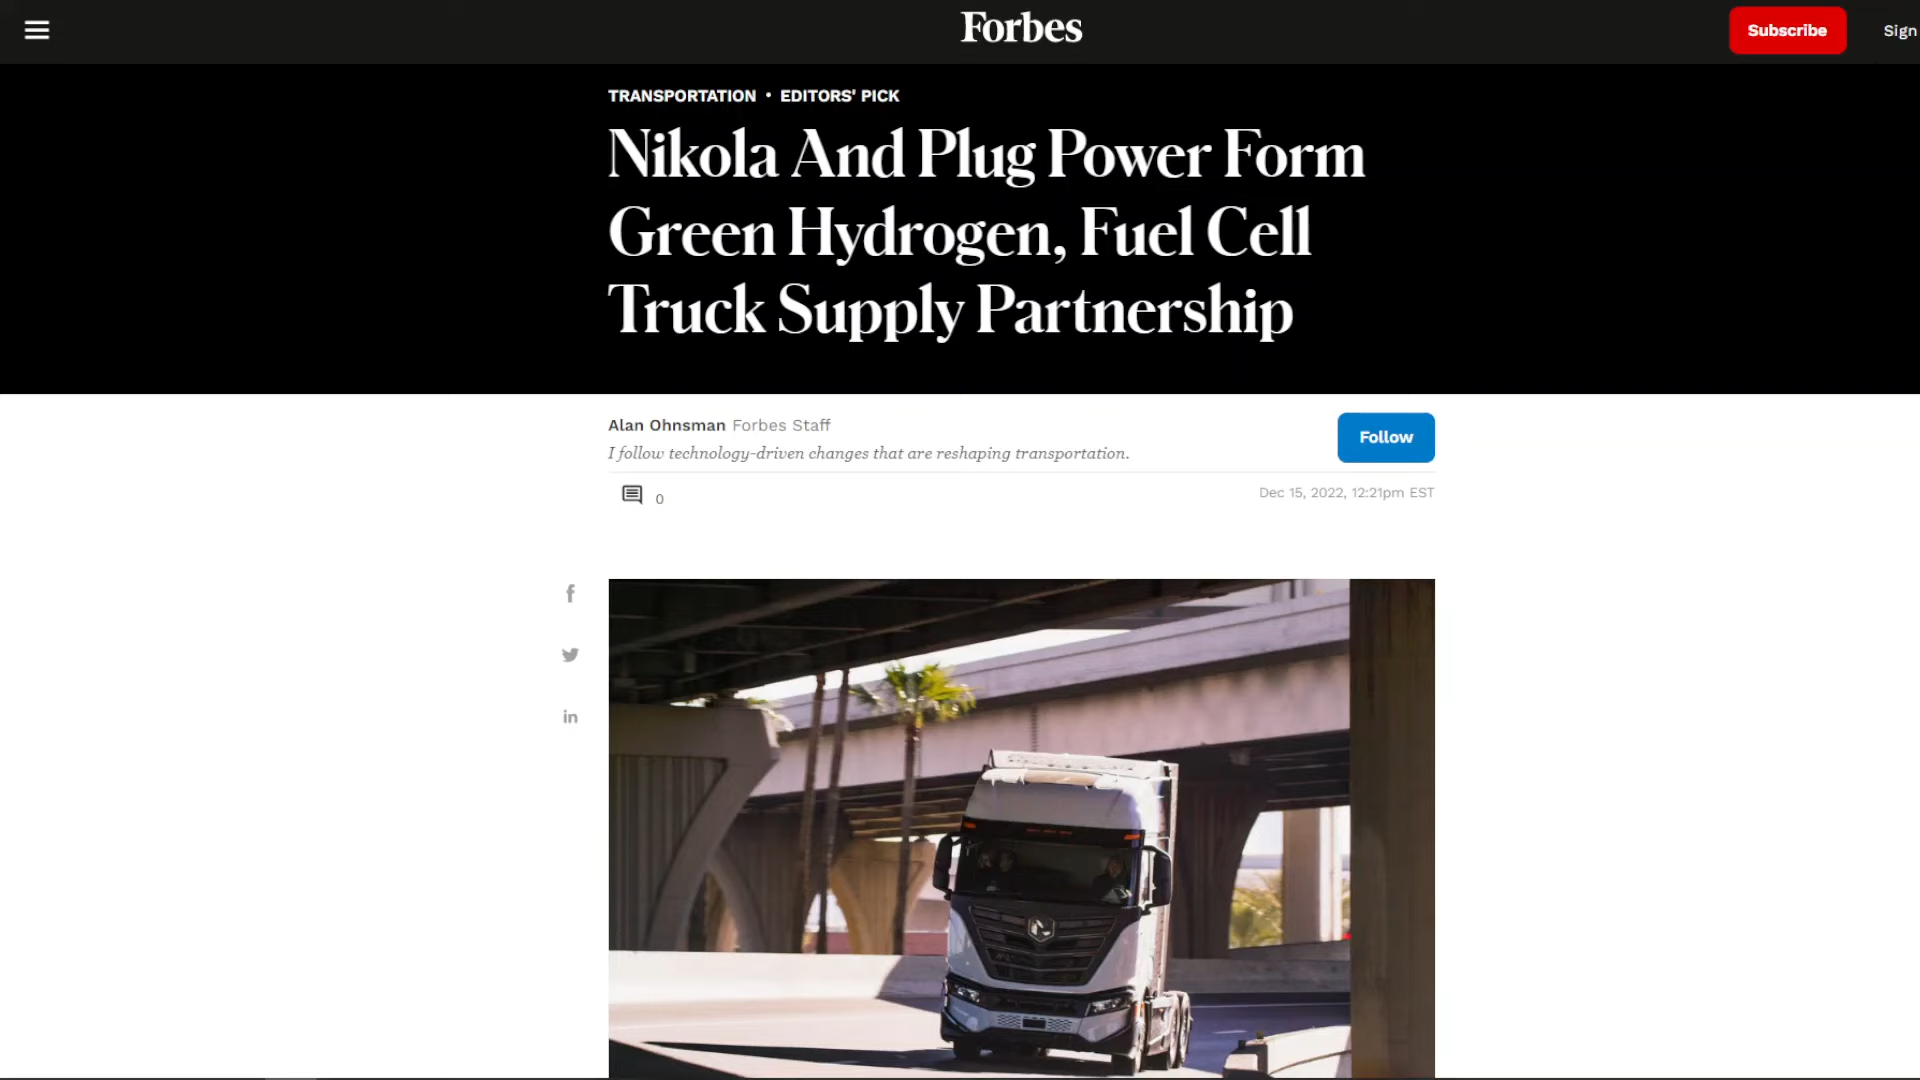 Forbes
Subscribe
Sign
TRANSPORTATION • EDITORS' PICK
Nikola And Plug Power Form
Green Hydrogen, Fuel Cell
Truck Supply Partnership
Alan Ohnsman Forbes Staff
Follow
I follow technology-driven changes that are reshaping transportation.
0
Dec 15, 2022, 12:21pm EST
f
in